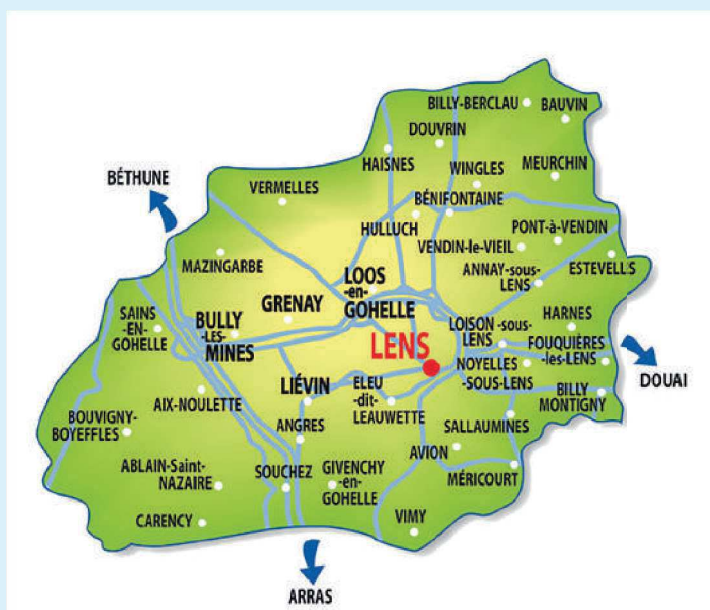 BILLY-BERCLAU
BAUVIN
DOUVRIN
HAISNES
WINGLES
MEURCHIN
BÉTHUNE
VERMELLES
BÉNIFONTAINE
HULLUCH
PONT-à-VENDIN
VENDIN-le-VIEIL
MAZINGARBE
ANNAY-sous-
LENS
ESTEVELLS
LOOS
-en-
GOHELLE
GRENAY
SAINS
-EN-
GOHELLE
BULLY
-LES-
MINES
HARNES
LOISON-sous-
LENS
FOUQUIÈRES
-les-LENS
LENS
NOYELLES
-SOUS-LENS
DOUAI
LIÉVIN
ELEU
-dit-
LEAUWETTE
BILLY
MONTIGNY
AIX-NOULETTE
BOUVIGNY-
BOYEFFLES
ANGRES
SALLAUMINES
AVION
ABLAIN-Saint-
NAZAIRE
SOUCHEZ
GIVENCHY
-en-
GOHELLE
MÉRICOURT
CARENCY
VIMY
ARRAS